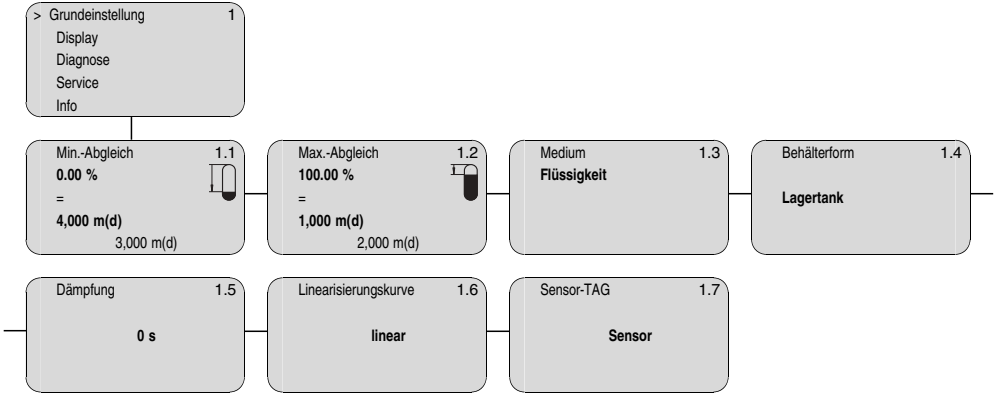 > Grundeinstellung 1
Display
Diagnose
Service
Info
Min.-Abgleich 1.1
0.00 %
=
4,000 m(d)
3,000 m(d)
Max.-Abgleich 1.2
100.00 %
=
1,000 m(d)
2,000 m(d)
Medium 1.3
Flüssigkeit
Behälterform 1.4
Lagertank
Dämpfung 1.5
0 s
Linearisierungskurve 1.6
linear
Sensor-TAG 1.7
Sensor